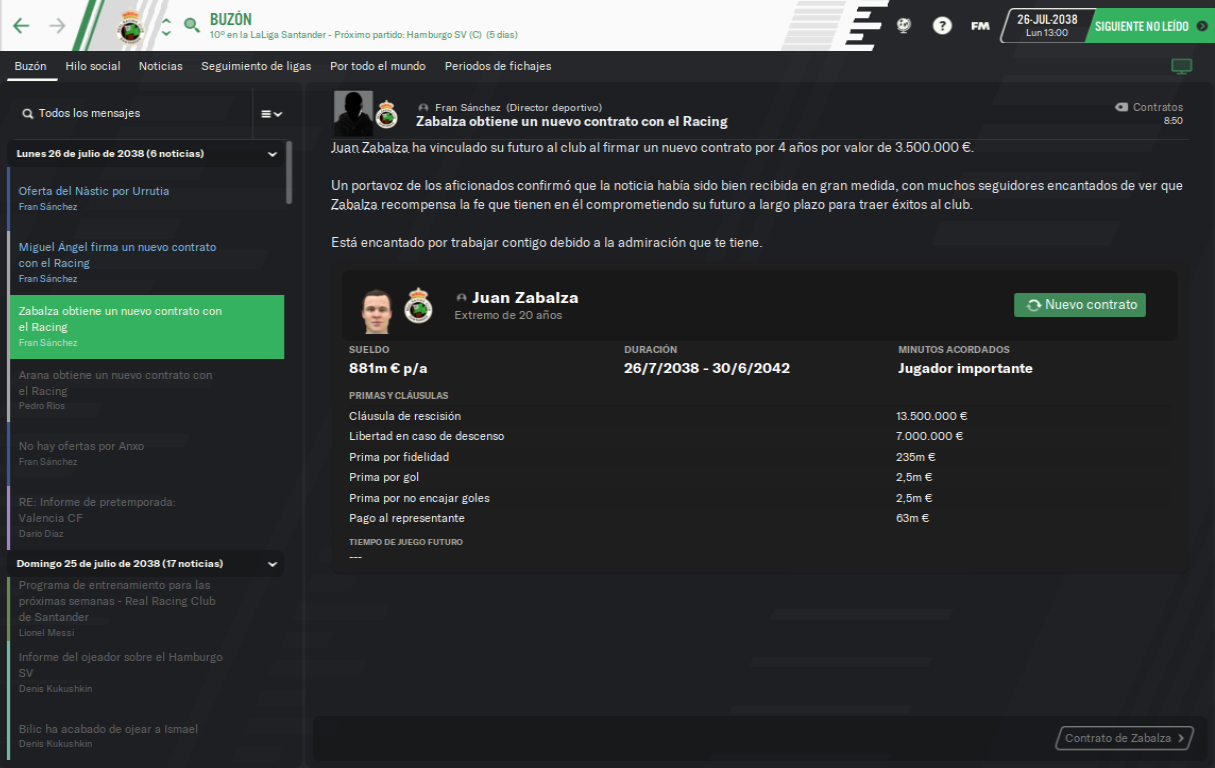 BUZÓN
10º en la LaLiga Santander - Próximo partido: Hamburgo SV (C) (5 días)
?
FM
26-JUL-2038
Lun 13:00
SIGUIENTE NO LEÍDO
Buzón
Hilo social
Noticias
Seguimiento de ligas
Por todo el mundo
Periodos de fichajes
Todos los mensajes
Lunes 26 de julio de 2038 (6 noticias)
Oferta del Nàstic por Urrutia
Fran Sánchez
Miguel Ángel firma un nuevo contrato
con el Racing
Fran Sánchez
Zabalza obtiene un nuevo contrato con
el Racing
Fran Sánchez
Arana obtiene un nuevo contrato con
el Racing
Pedro Ríos
No hay ofertas por Anxo
Fran Sánchez
RE: Informe de pretemporada:
Valencia CF
Darío Díaz
Domingo 25 de julio de 2038 (17 noticias)
Programa de entrenamiento para las
próximas semanas - Real Racing Club
de Santander
Lionel Messi
Informe del ojeador sobre el Hamburgo
SV
Denis Kukushkin
Bilic ha acabado de ojear a Ismael
Denis Kukushkin
Fran Sánchez (Director deportivo)
Zabalza obtiene un nuevo contrato con el Racing
Contratos
8:50
Juan Zabalza ha vinculado su futuro al club al firmar un nuevo contrato por 4 años por valor de 3.500.000 €.
Un portavoz de los aficionados confirmó que la noticia había sido bien recibida en gran medida, con muchos seguidores encantados de ver que
Zabalza recompensa la fe que tienen en él comprometiendo su futuro a largo plazo para traer éxitos al club.
Está encantado por trabajar contigo debido a la admiración que te tiene.
Juan Zabalza
Extremo de 20 años
Nuevo contrato
SUELDO
881m € p/a
DURACIÓN
26/7/2038 - 30/6/2042
MINUTOS ACORDADOS
Jugador importante
PRIMAS Y CLÁUSULAS
Cláusula de rescisión 13.500.000 €
Libertad en caso de descenso 7.000.000 €
Prima por fidelidad 235m €
Prima por gol 2,5m €
Prima por no encajar goles 2,5m €
Pago al representante 63m €
TIEMPO DE JUEGO FUTURO
---
Contrato de Zabalza